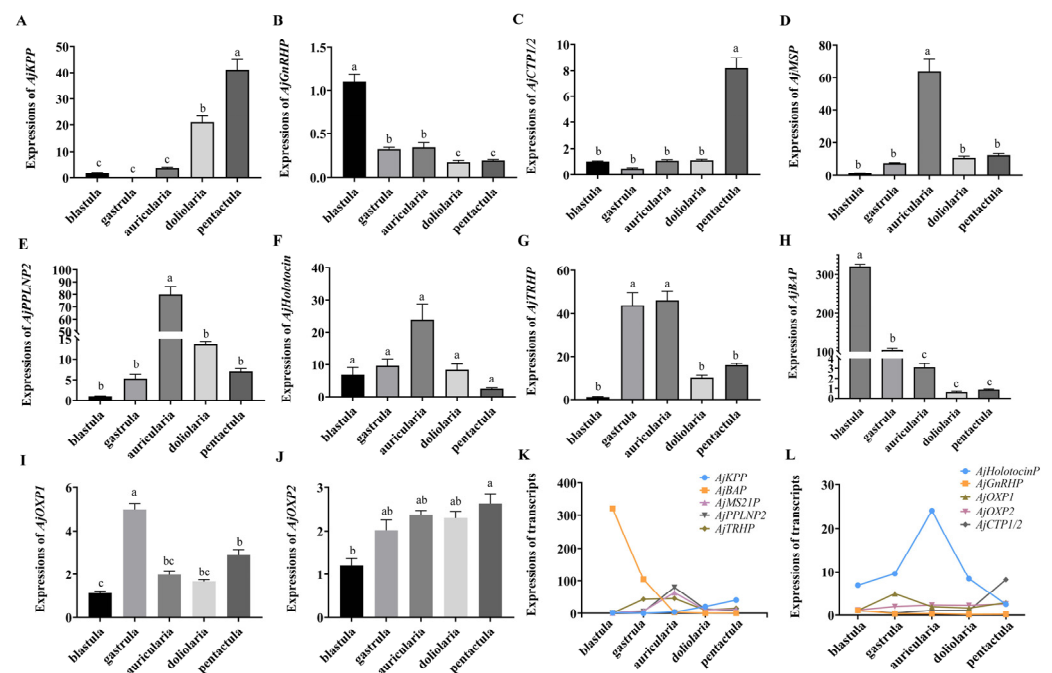 A
Expressions of AjKPP
50
40
30
20
10
0
c
c
c
b
a
blastula
gastrula
auricularia
doliolaria
pentactula
B
Expressions of AjGnRHP
1.5
1.0
0.5
0.0
a
b
b
c
c
blastula
gastrula
auricularia
doliolaria
pentactula
C
Expressions of AjCTP1/2
10
8
6
4
2
0
b
b
b
b
a
blastula
gastrula
auricularia
doliolaria
pentactula
D
Expressions of AjMSP
80
60
40
20
0
b
b
a
b
b
blastula
gastrula
auricularia
doliolaria
pentactula
E
Expressions of AjPPLNP2
100
90
80
70
60
50
15
10
5
0
b
b
a
b
b
blastula
gastrula
auricularia
doliolaria
pentactula
F
Expressions of AjHolotocin
40
30
20
10
0
a
a
a
a
a
blastula
gastrula
auricularia
doliolaria
pentactula
G
Expressions of AjTRHP
60
40
20
0
b
a
a
b
b
blastula
gastrula
auricularia
doliolaria
pentactula
H
Expressions of AjBAP
300
200
100
5
4
3
2
1
0
a
b
c
c
c
blastula
gastrula
auricularia
doliolaria
pentactula
I
Expressions of AjOXP1
6
4
2
0
c
a
bc
bc
b
blastula
gastrula
auricularia
doliolaria
pentactula
J
Expressions of AjOXP2
3
2
1
0
b
ab
ab
ab
a
blastula
gastrula
auricularia
doliolaria
pentactula
K
Expressions of transcripts
400
300
200
100
0
AjKPP
AjBAP
AjMS21P
AjPPLNP2
AjTRHP
blastula
gastrula
auricularia
doliolaria
pentactula
L
Expressions of transcripts
30
20
10
0
AjHolotocinP
AjGnRHP
AjOXP1
AjOXP2
AjCTP1/2
blastula
gastrula
auricularia
doliolaria
pentactula